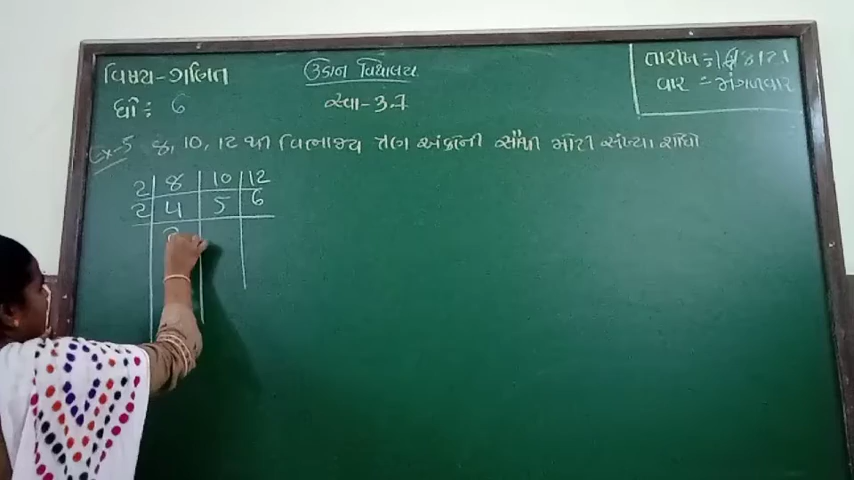 વિષય-ગણિત
ઉડાન વિદ્યાલય
તારીખ:
ધો: 6
સ્વા-3.7
વાર - મંગળવાર
Ex-5 8, 10, 12 થી વિભાજ્ય ત્રણ અંકોની સૌથી મોટી સંખ્યા શોધો
2 8 10 12
2 4 5 6
2